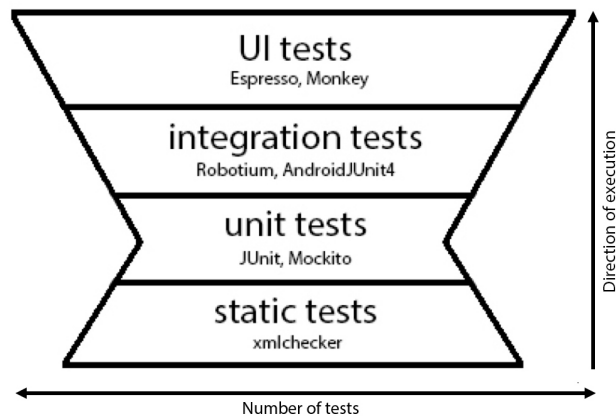 UI tests
Espresso, Monkey
integration tests
Robotium, AndroidJUnit4
unit tests
JUnit, Mockito
static tests
xmlchecker
Direction of execution
Number of tests